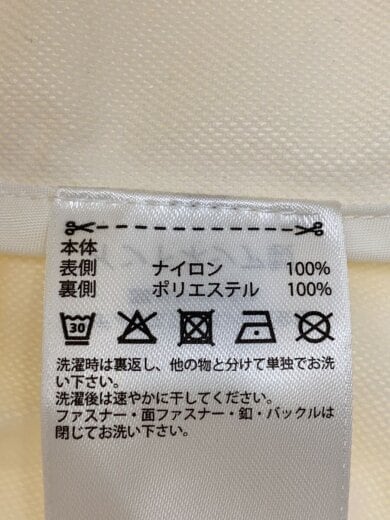 本体
表側 ナイロン 100%
裏側 ポリエステル 100%
30
洗濯時は裏返し、他の物と分けて単独でお洗
い下さい。
洗濯後は速やかに干してください。
ファスナー・面ファスナー・釦・バックルは
閉じてお洗い下さい。